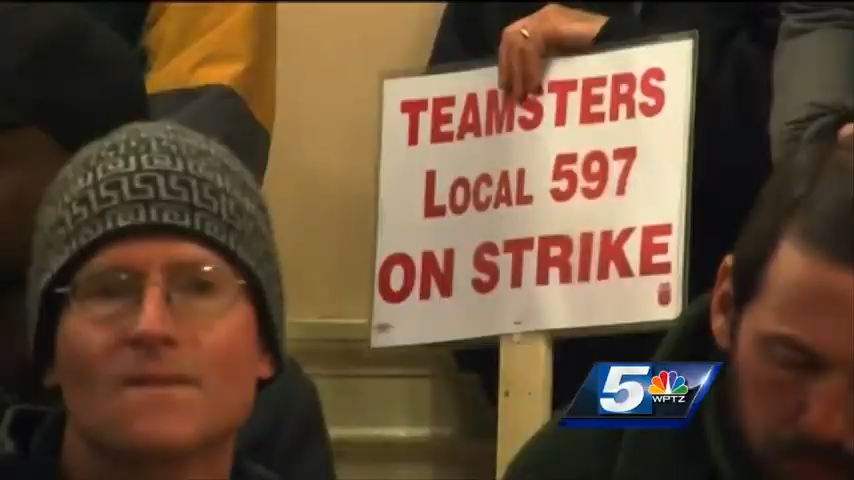 TEAMSTERS
LOCAL 597
ON STRIKE
5
WPTZ